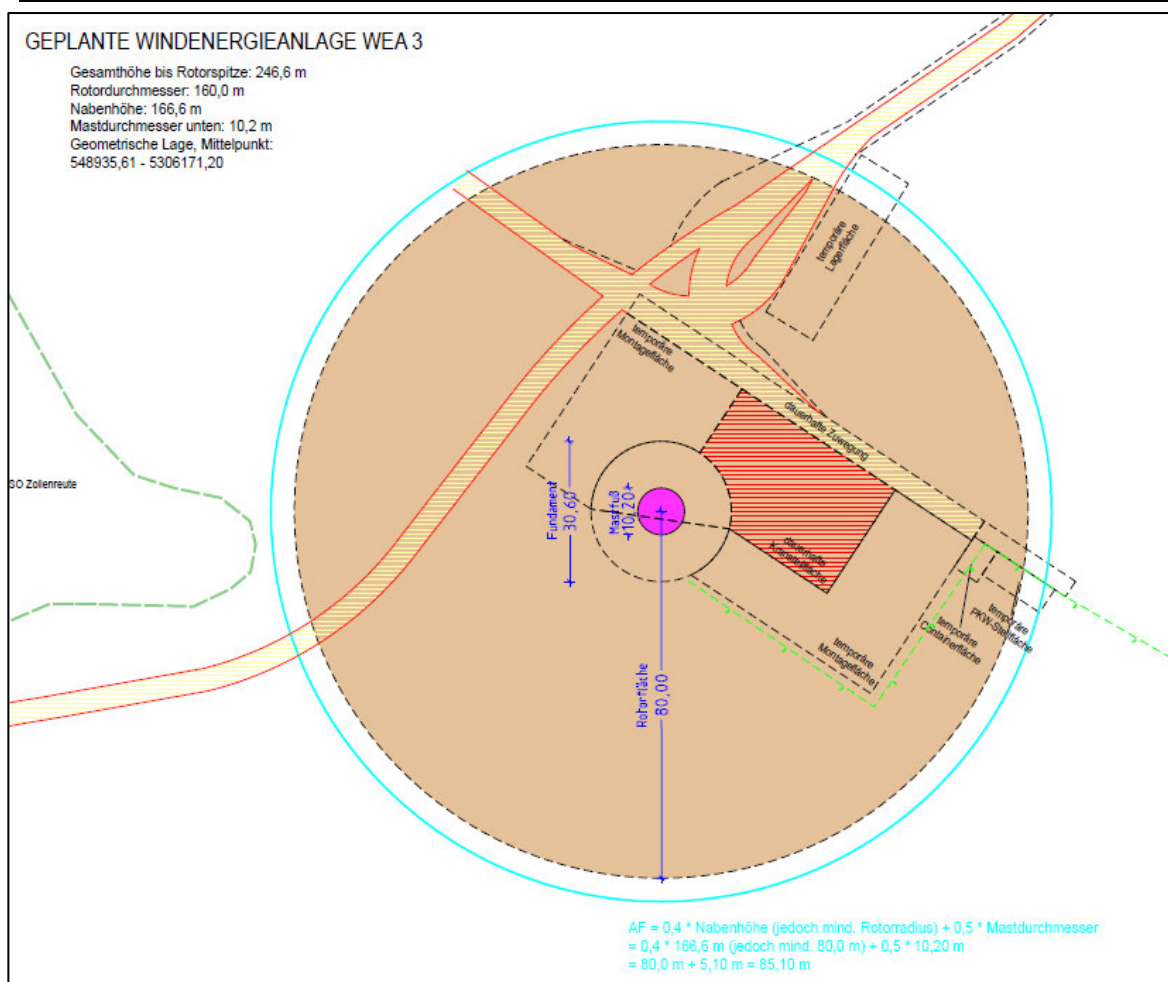 GEPLANTE WINDENERGIEANLAGE WEA 3
Gesamthöhe bis Rotorspitze: 246,6 m
Rotordurchmesser: 160,0 m
Nabenhöhe: 166,6 m
Mastdurchmesser unten: 10,2 m
Geometrische Lage, Mittelpunkt:
548935,61 - 5306171,20
temporäre
Lagerfläche
temporäre
Montagefläche
dauerhafte Zuwegung
SO Zollenreute
Fundament
30,60
Mastfuß
10,20
dauerhafte
Kranstellfläche
temporäre
PKW-Stellfläche
temporäre
Containerfläche
temporäre
Montagefläche
Rotorfläche
80,00
AF = 0,4 * Nabenhöhe (jedoch mind. Rotorradius) + 0,5 * Mastdurchmesser
= 0,4 * 166,6 m (jedoch mind. 80,0 m) + 0,5 * 10,20 m
= 80,0 m + 5,10 m = 85,10 m